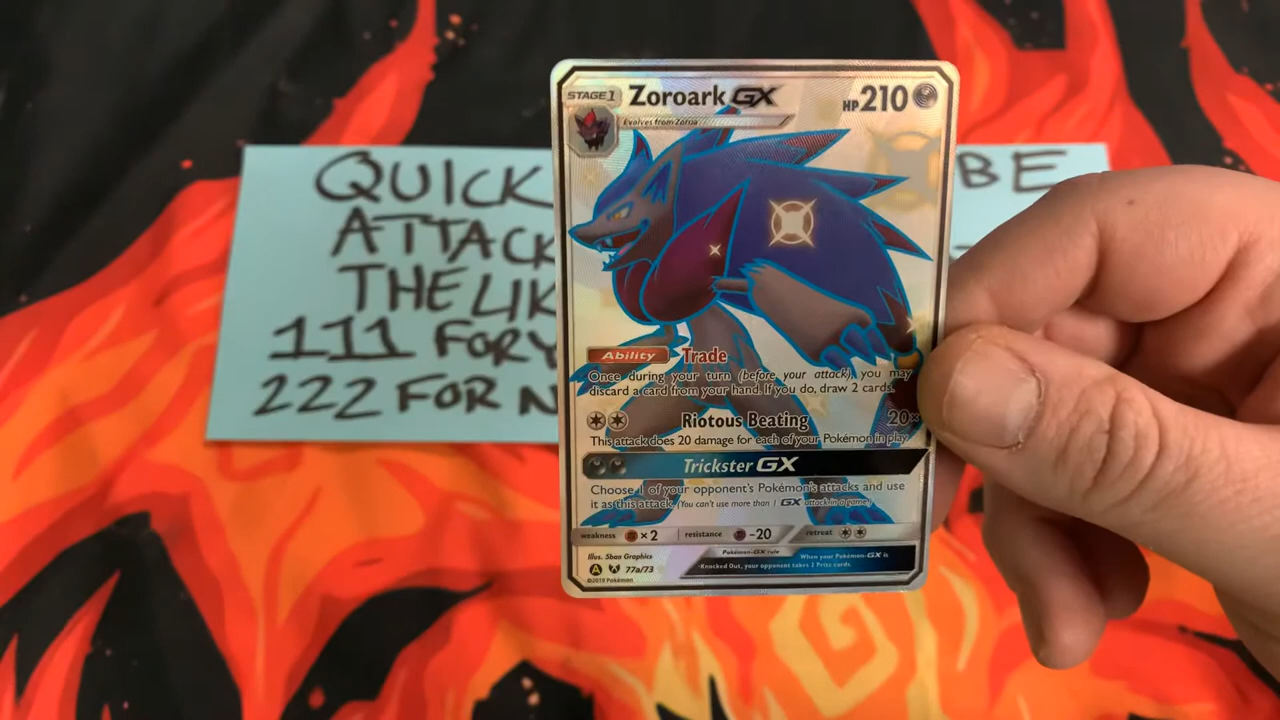 QUICK BE
ATTACK
THE LIK
111 FOR Y
222 FOR N
STAGE 1 Zoroark GX HP 210
Evolves from Zorua
Ability Trade
Once during your turn (before your attack), you may
discard a card from your hand. If you do, draw 2 cards.
Riotous Beating 20×
This attack does 20 damage for each of your Pokémon in play.
Trickster GX
Choose 1 of your opponent's Pokémon's attacks and use
it as this attack. (You can't use more than 1 GX attack in a game.)
weakness ×2 resistance -20 retreat
Illus. 5ban Graphics
A 77a/73
©2019 Pokémon
Pokémon-GX rule
When your Pokémon-GX is
Knocked Out, your opponent takes 2 Prize cards.